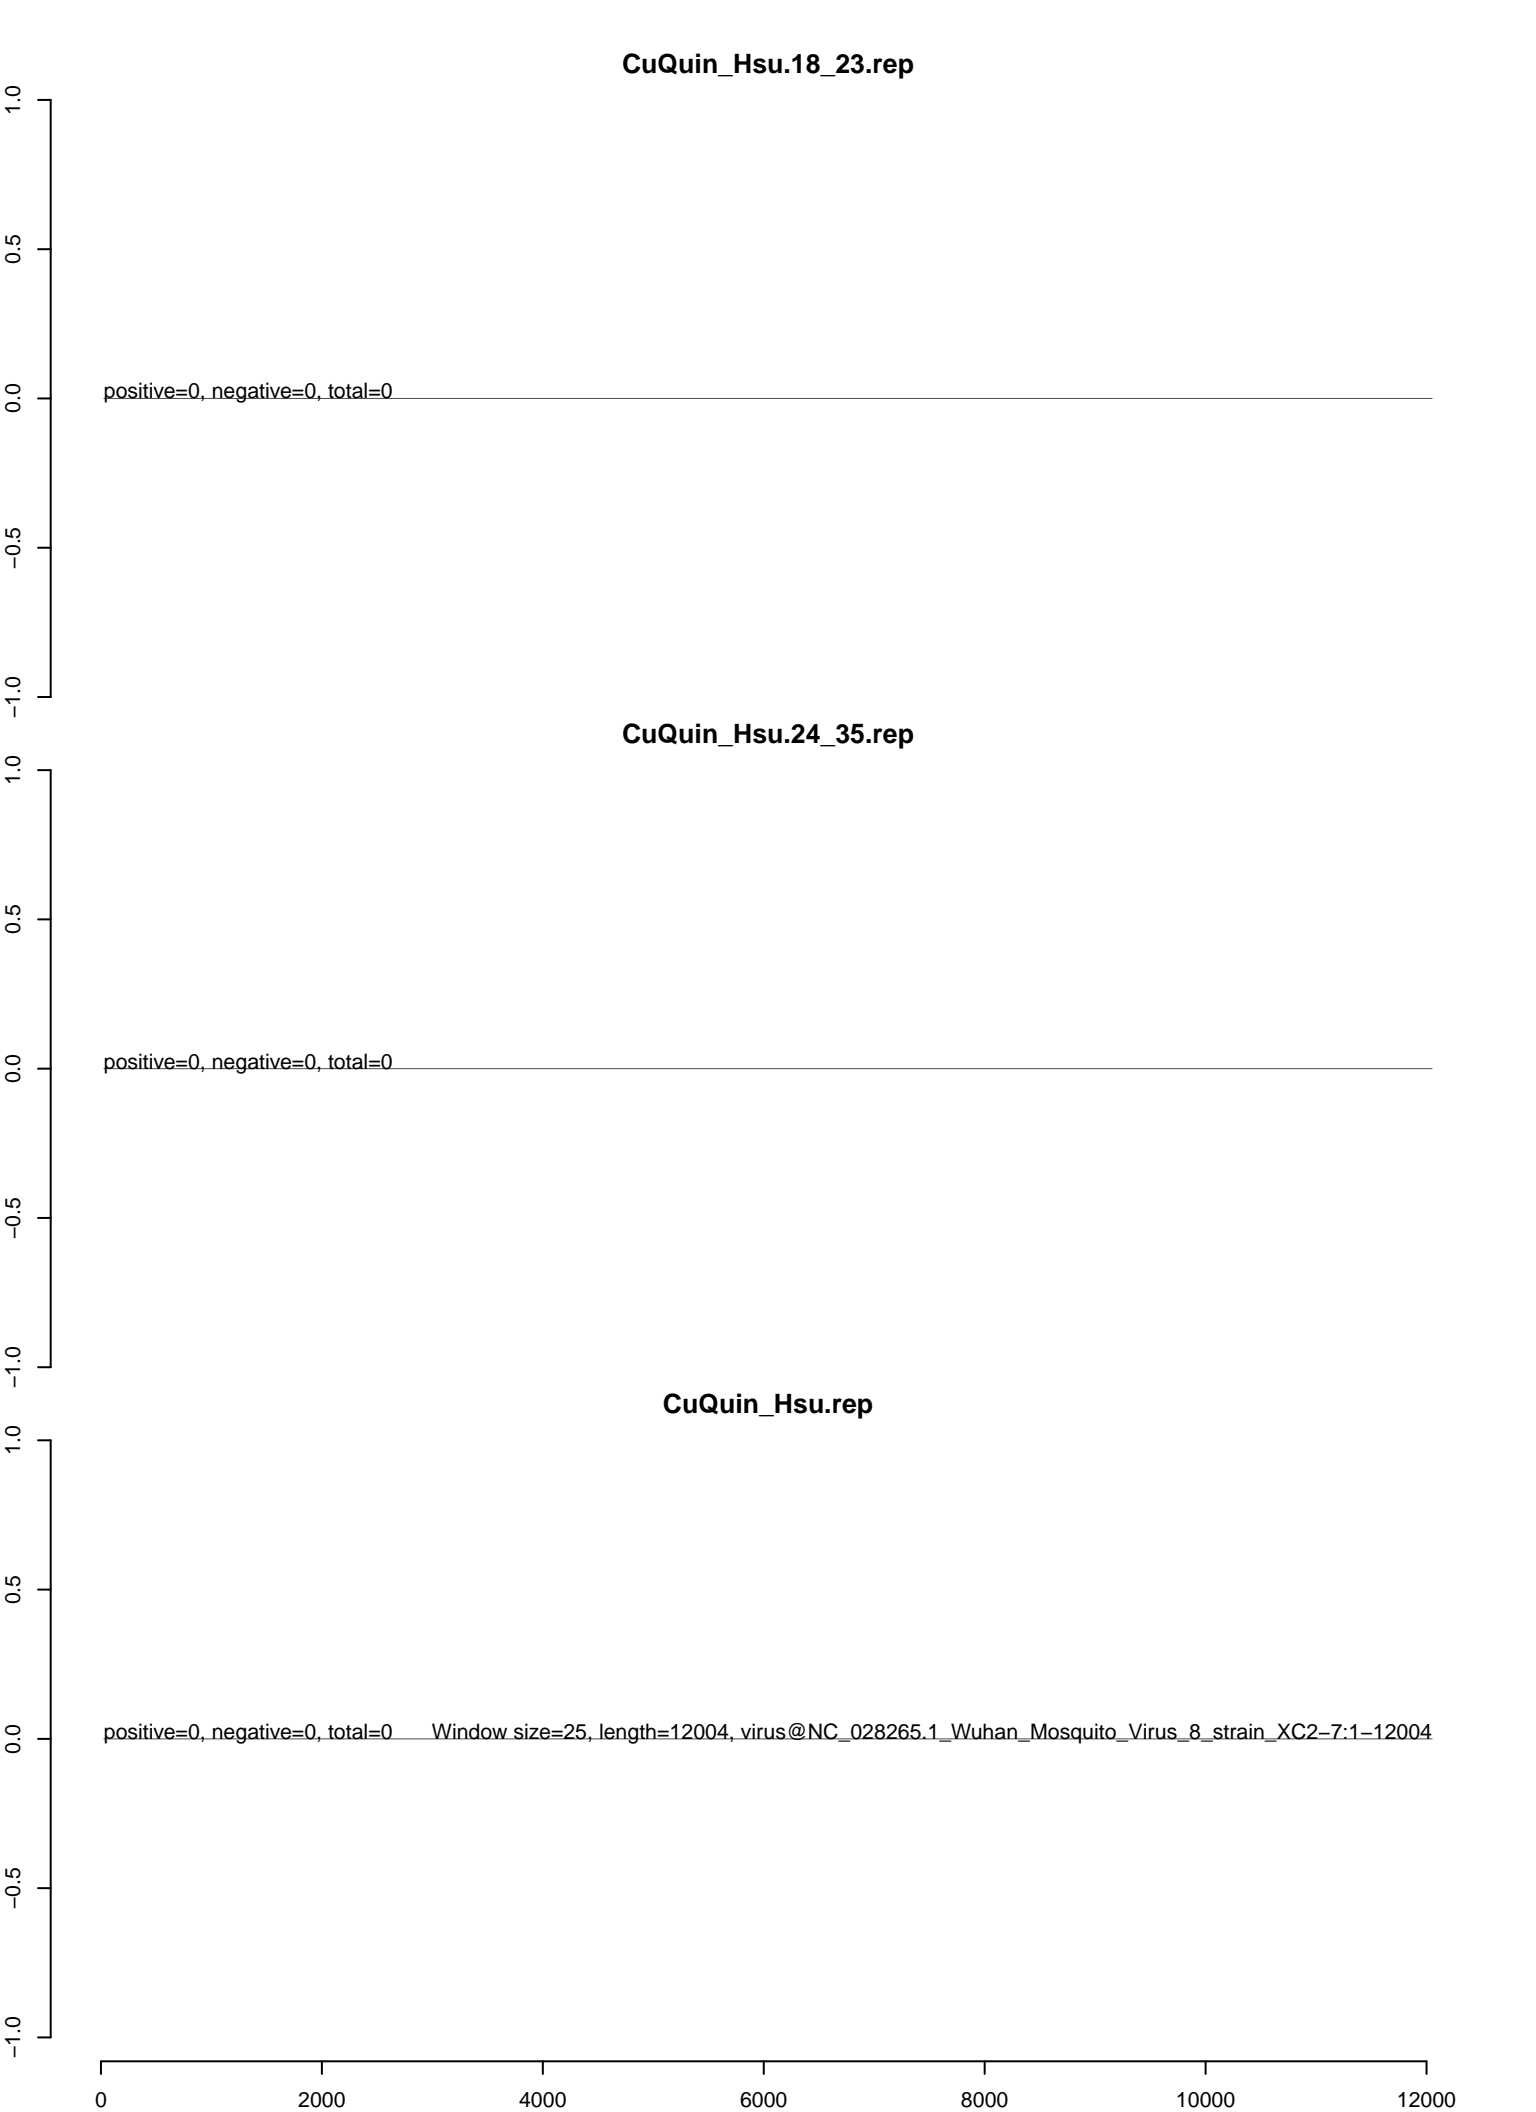 CuQuin_Hsu.18_23.rep
1.0
0.5
0.0
−0.5
−1.0
positive=0, negative=0, total=0
CuQuin_Hsu.24_35.rep
1.0
0.5
0.0
−0.5
−1.0
positive=0, negative=0, total=0
CuQuin_Hsu.rep
1.0
0.5
0.0
−0.5
−1.0
positive=0, negative=0, total=0 Window size=25, length=12004, virus@NC_028265.1_Wuhan_Mosquito_Virus_8_strain_XC2−7:1−12004
0 2000 4000 6000 8000 10000 12000